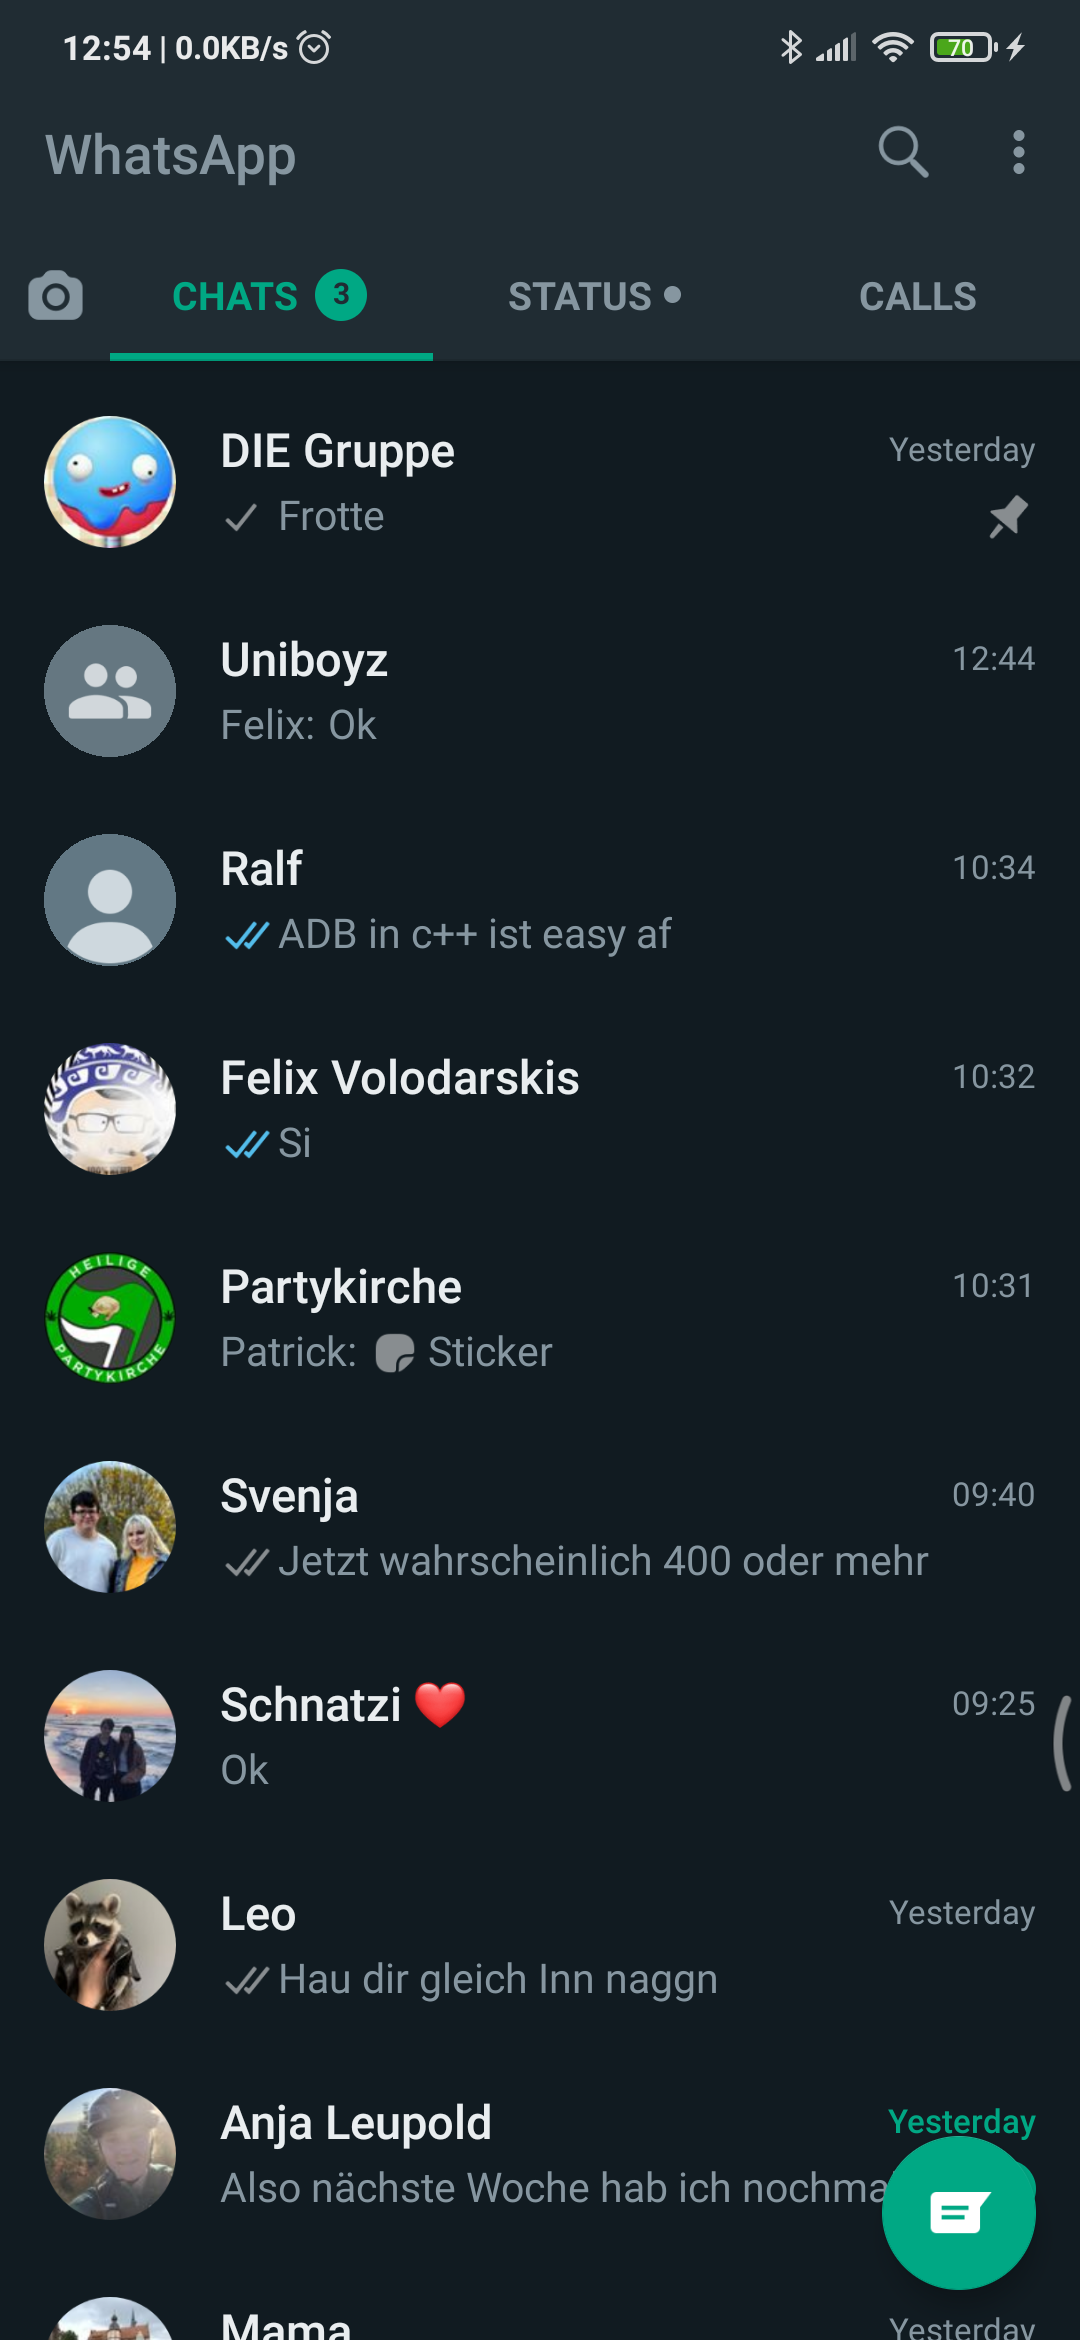 12:54 | 0.0KB/s 70
WhatsApp
CHATS 3 STATUS CALLS
DIE Gruppe Yesterday
Frotte
Uniboyz 12:44
Felix: Ok
Ralf 10:34
ADB in c++ ist easy af
Felix Volodarskis 10:32
Si
HEILIGE
PARTYKIRCHE
Partykirche 10:31
Patrick: Sticker
Svenja 09:40
Jetzt wahrscheinlich 400 oder mehr
Schnatzi ❤️ 09:25
Ok
Leo Yesterday
Hau dir gleich Inn naggn
Anja Leupold Yesterday
Also nächste Woche hab ich nochma
Mama Yesterday